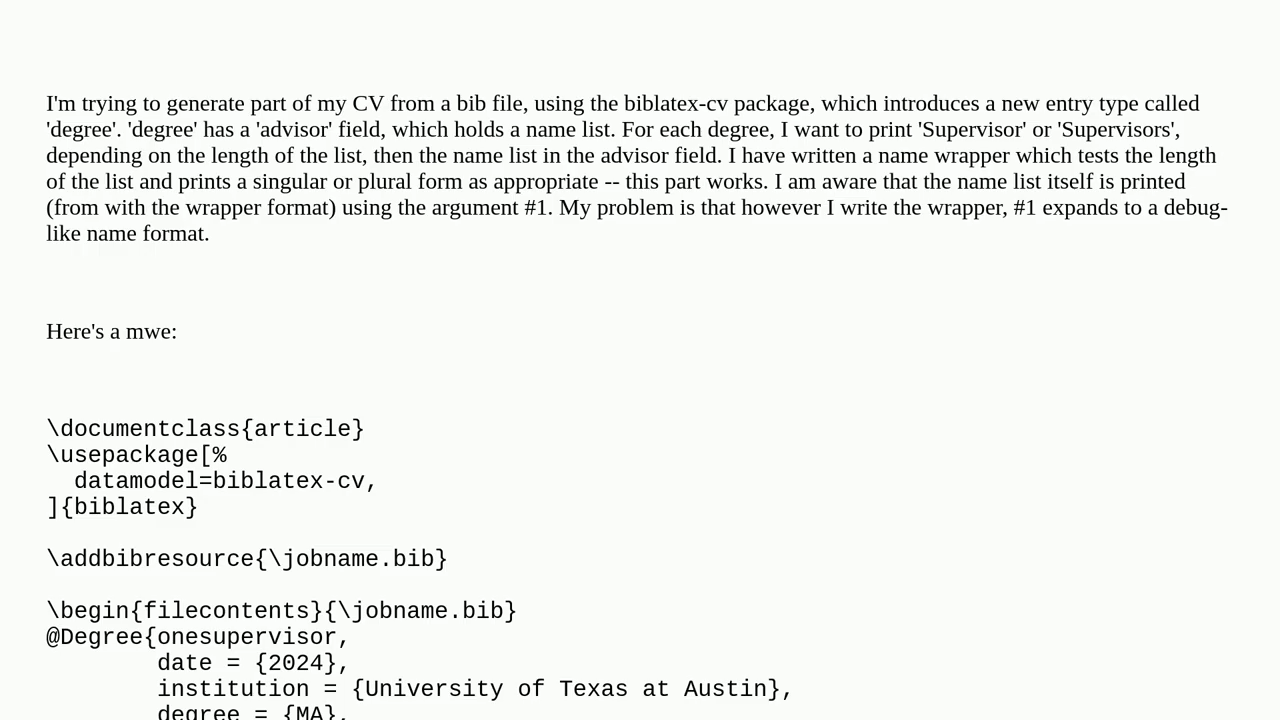 I'm trying to generate part of my CV from a bib file, using the biblatex-cv package, which introduces a new entry type called
'degree'. 'degree' has a 'advisor' field, which holds a name list. For each degree, I want to print 'Supervisor' or 'Supervisors',
depending on the length of the list, then the name list in the advisor field. I have written a name wrapper which tests the length
of the list and prints a singular or plural form as appropriate -- this part works. I am aware that the name list itself is printed
(from with the wrapper format) using the argument #1. My problem is that however I write the wrapper, #1 expands to a debug-
like name format.
Here's a mwe:
\documentclass{article}
\usepackage[%
  datamodel=biblatex-cv,
]{biblatex}
\addbibresource{\jobname.bib}
\begin{filecontents}{\jobname.bib}
@Degree{onesupervisor,
        date = {2024},
        institution = {University of Texas at Austin},
        degree = {MA},